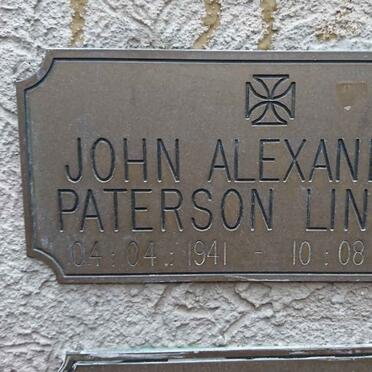 JOHN ALEXAN
PATERSON LIN
04 : 04 : 1941 - 10 : 08